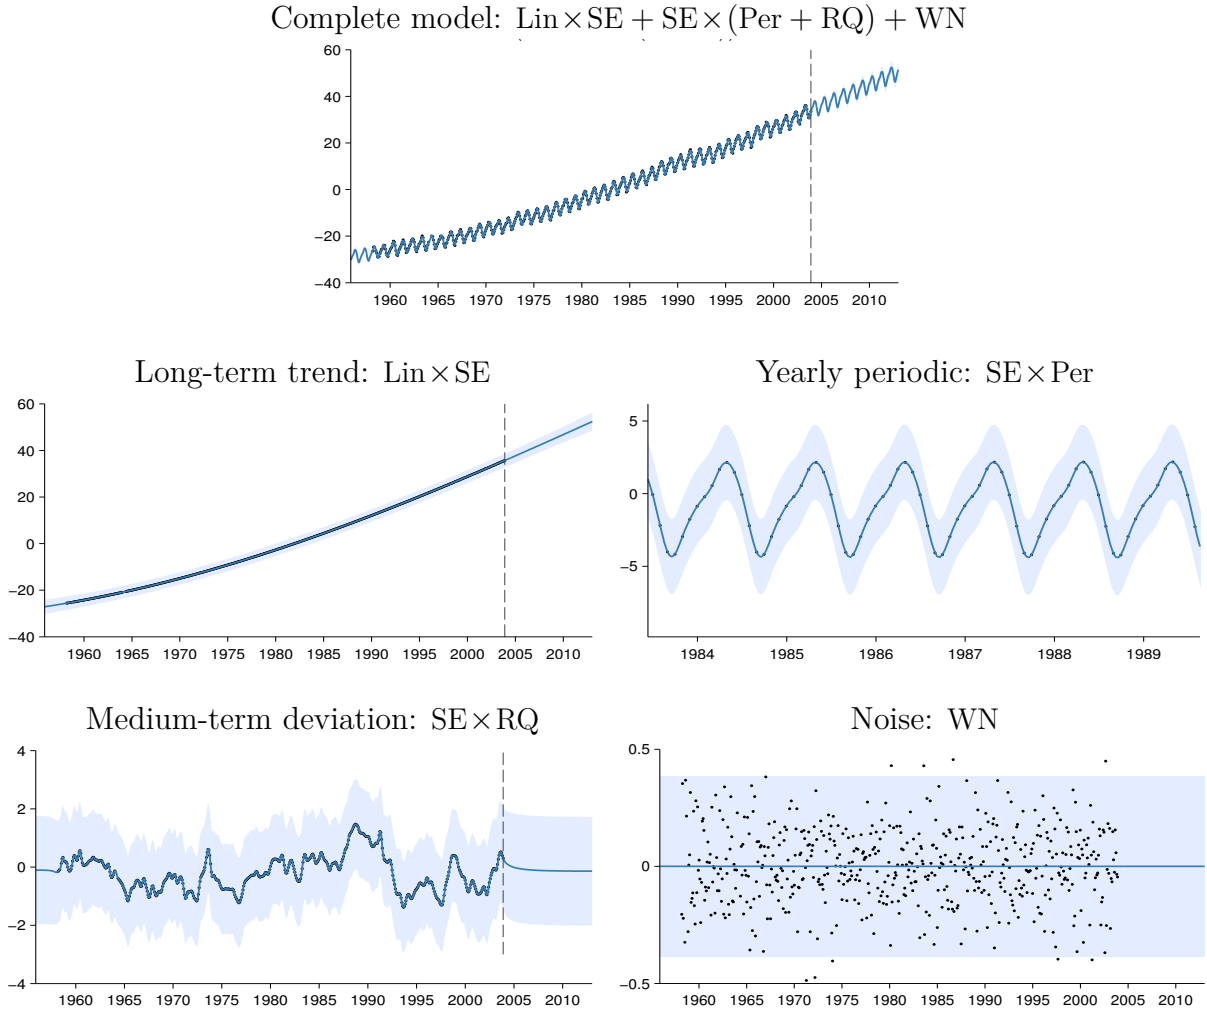 Complete model: Lin×SE + SE×(Per + RQ) + WN
60
40
20
0
−20
−40
1960 1965 1970 1975 1980 1985 1990 1995 2000 2005 2010
Long-term trend: Lin×SE
60
40
20
0
−20
−40
1960 1965 1970 1975 1980 1985 1990 1995 2000 2005 2010
Yearly periodic: SE×Per
5
0
−5
1984 1985 1986 1987 1988 1989
Medium-term deviation: SE×RQ
4
2
0
−2
−4
1960 1965 1970 1975 1980 1985 1990 1995 2000 2005 2010
Noise: WN
0.5
0
−0.5
1960 1965 1970 1975 1980 1985 1990 1995 2000 2005 2010